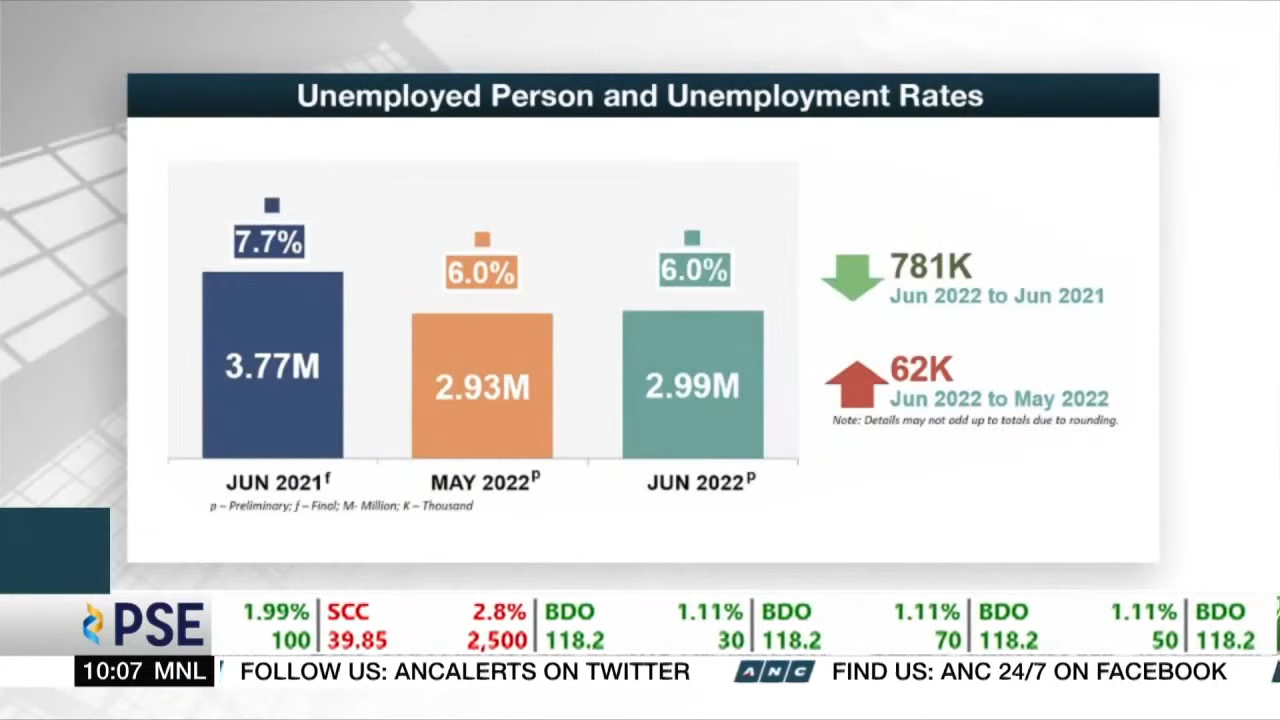 Unemployed Person and Unemployment Rates
7.7%
6.0%
6.0%
3.77M
2.93M
2.99M
JUN 2021f
MAY 2022p
JUN 2022p
p – Preliminary; f – Final; M- Million; K – Thousand
781K
Jun 2022 to Jun 2021
62K
Jun 2022 to May 2022
Note: Details may not add up to totals due to rounding.
PSE
1.99% SCC 2.8% BDO 1.11% BDO 1.11% BDO 1.11% BDO
100 39.85 2,500 118.2 30 118.2 70 118.2 50 118.2
10:07 MNL FOLLOW US: ANCALERTS ON TWITTER ANC FIND US: ANC 24/7 ON FACEBOOK